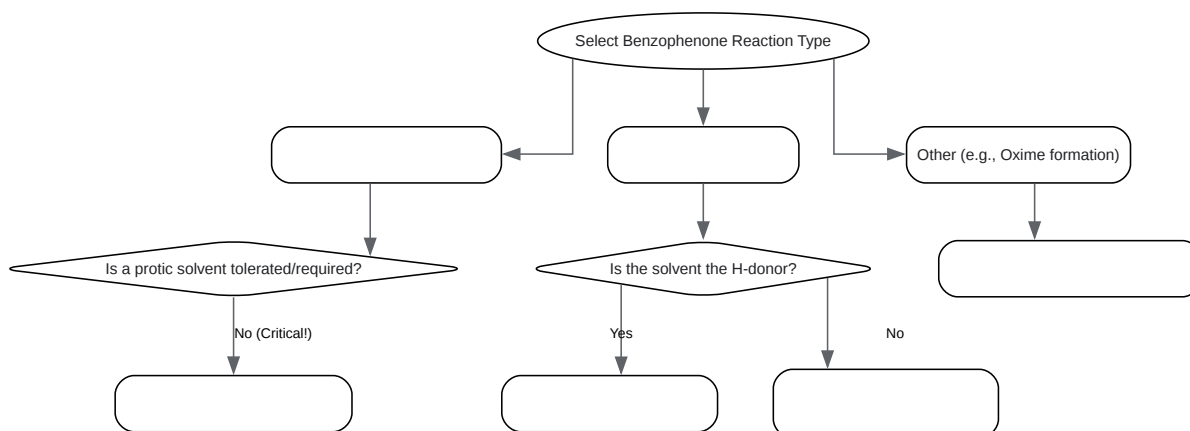 Select Benzophenone Reaction Type
Other (e.g., Oxime formation)
Is a protic solvent tolerated/required?
Is the solvent the H-donor?
No (Critical!)
Yes
No